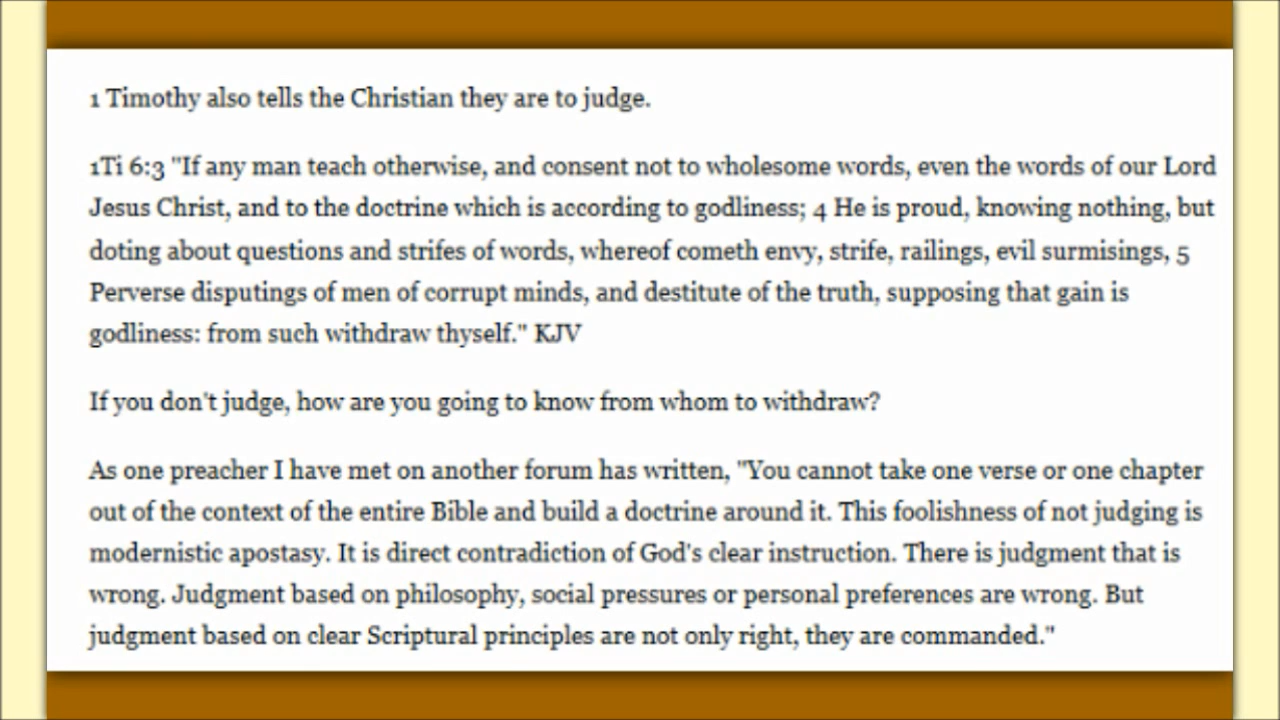 1 Timothy also tells the Christian they are to judge.
1Ti 6:3 "If any man teach otherwise, and consent not to wholesome words, even the words of our Lord
Jesus Christ, and to the doctrine which is according to godliness; 4 He is proud, knowing nothing, but
doting about questions and strifes of words, whereof cometh envy, strife, railings, evil surmisings, 5
Perverse disputings of men of corrupt minds, and destitute of the truth, supposing that gain is
godliness: from such withdraw thyself." KJV
If you don't judge, how are you going to know from whom to withdraw?
As one preacher I have met on another forum has written, "You cannot take one verse or one chapter
out of the context of the entire Bible and build a doctrine around it. This foolishness of not judging is
modernistic apostasy. It is direct contradiction of God's clear instruction. There is judgment that is
wrong. Judgment based on philosophy, social pressures or personal preferences are wrong. But
judgment based on clear Scriptural principles are not only right, they are commanded."